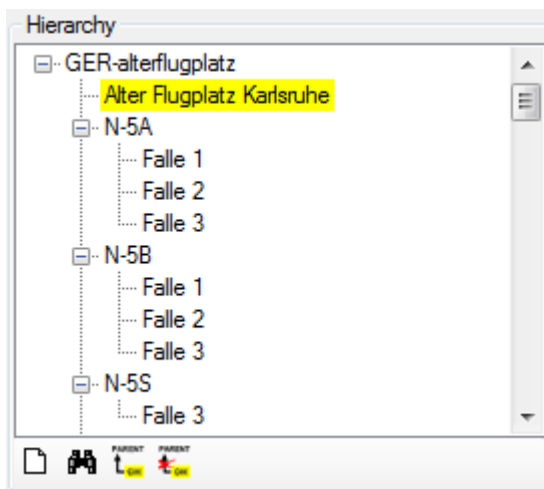 Hierarchy
GER-alterflugplatz
Alter Flugplatz Karlsruhe
N-5A
Falle 1
Falle 2
Falle 3
N-5B
Falle 1
Falle 2
Falle 3
N-5S
Falle 3
PARENT PARENT